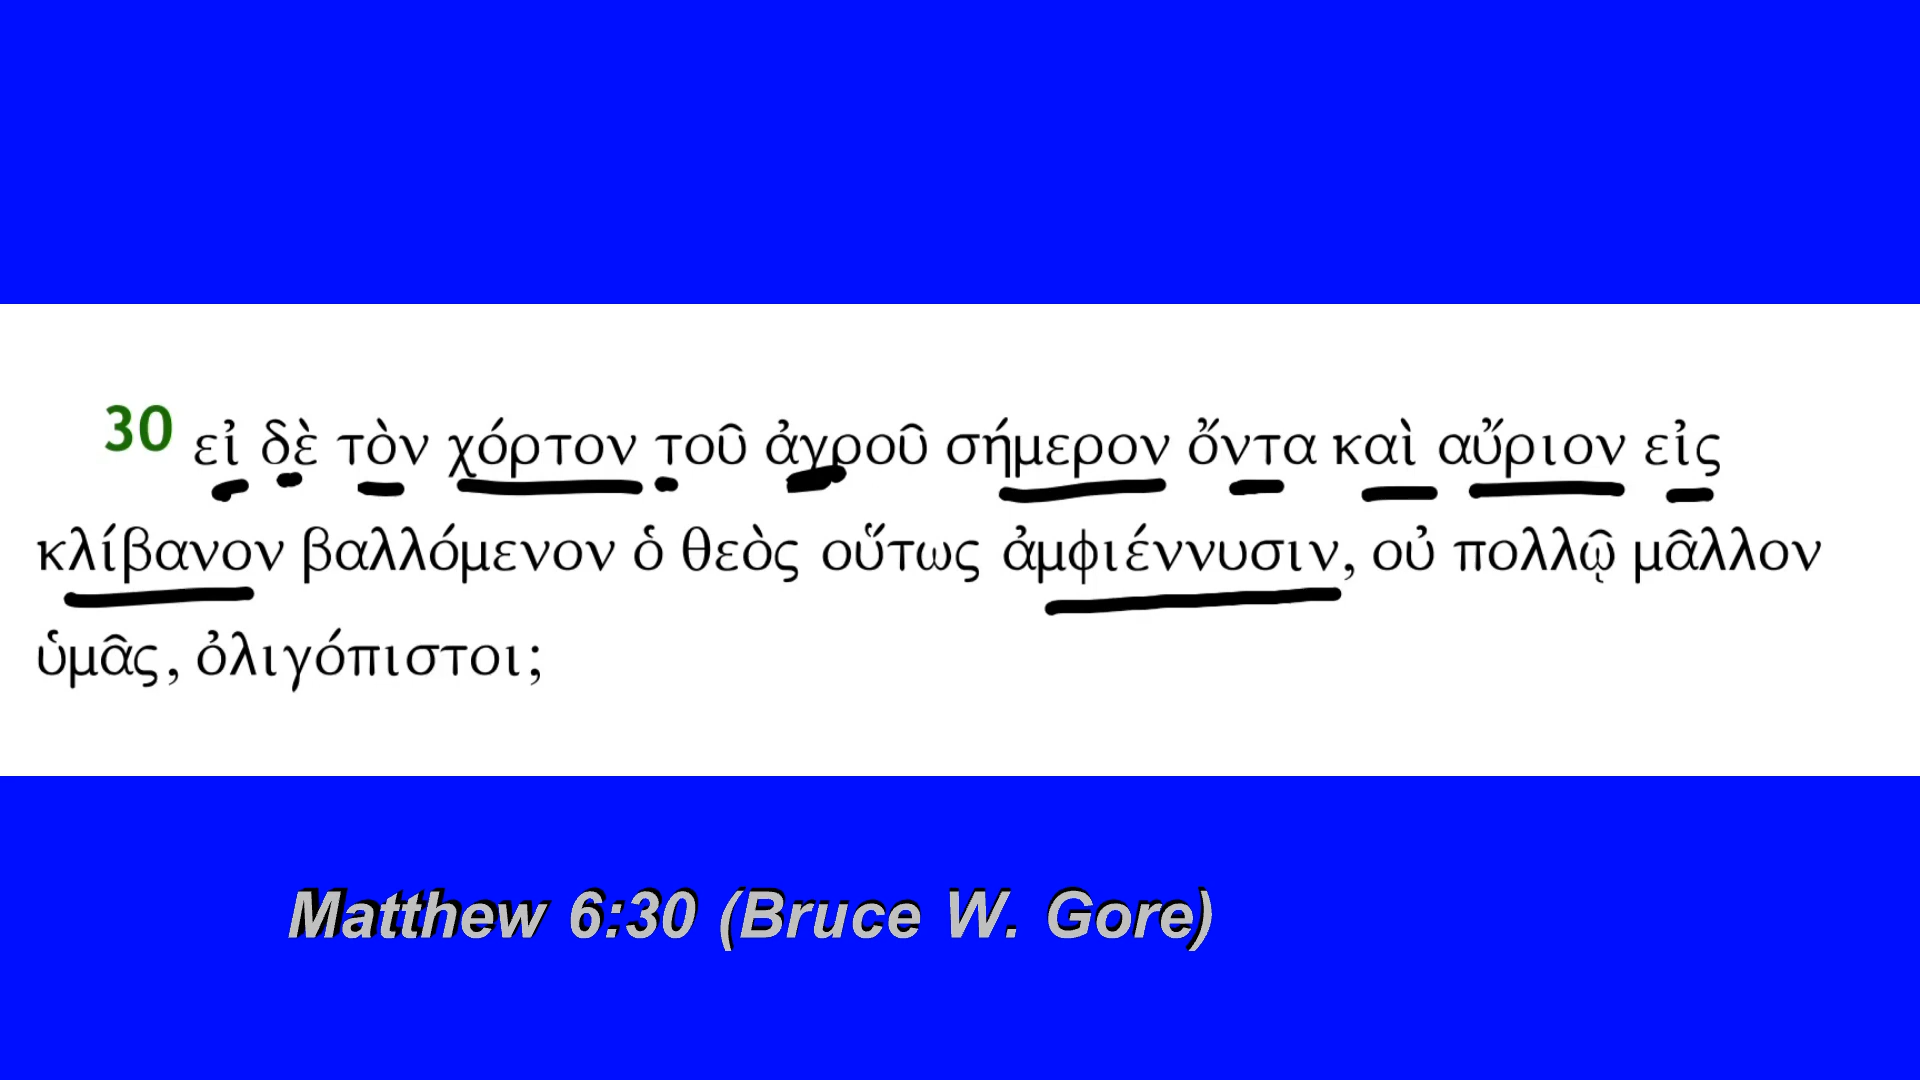 30 εἰ δὲ τὸν χόρτον τοῦ ἀγροῦ σήμερον ὄντα καὶ αὔριον εἰς
κλίβανον βαλλόμενον ὁ θεὸς οὕτως ἀμφιέννυσιν, οὐ πολλῷ μᾶλλον
ὑμᾶς, ὀλιγόπιστοι;
Matthew 6:30 (Bruce W. Gore)